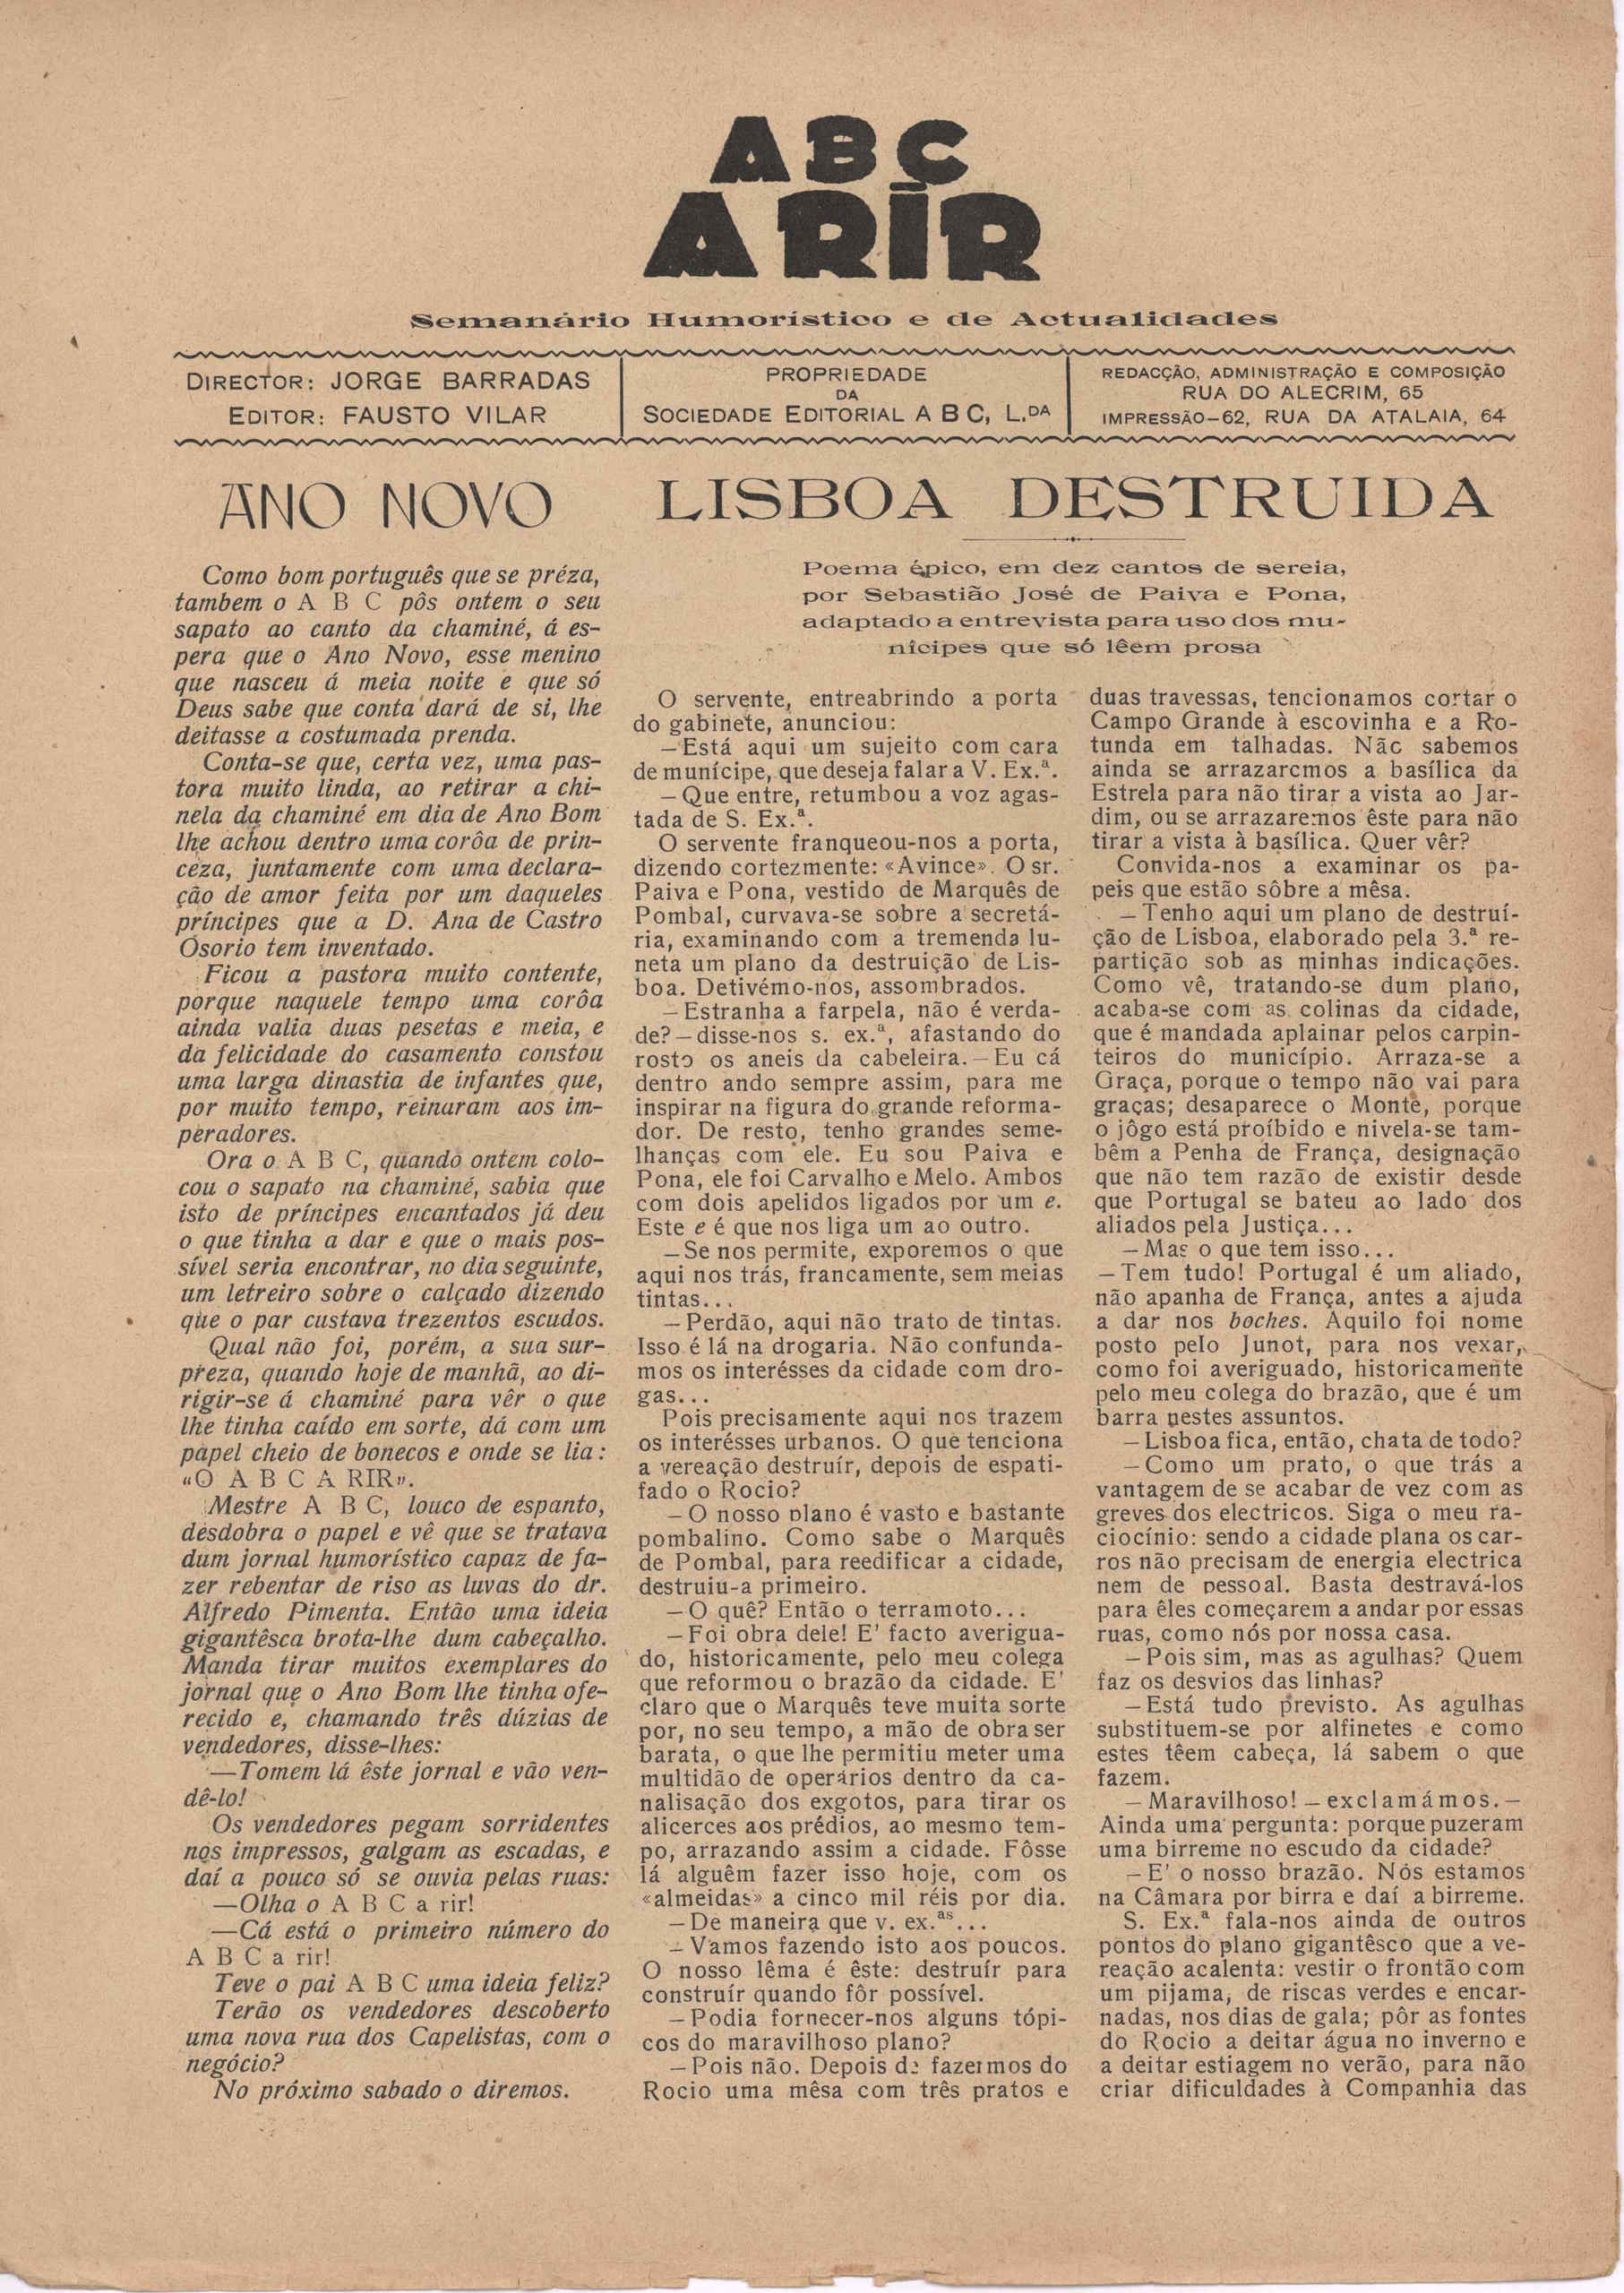 ABC
A RIR
Semanário Humorístico e de Actualidades
DIRECTOR: JORGE BARRADAS
EDITOR: FAUSTO VILAR
PROPRIEDADE
DA
SOCIEDADE EDITORIAL A B C, L.DA
REDACÇÃO, ADMINISTRAÇÃO E COMPOSIÇÃO
RUA DO ALECRIM, 65
IMPRESSÃO-62, RUA DA ATALAIA, 64
ANO NOVO
Como bom português que se préza,
tambem o A B C pôs ontem o seu
sapato ao canto da chaminé, á es-
pera que o Ano Novo, esse menino
que nasceu á meia noite e que só
Deus sabe que conta dará de si, lhe
deitasse a costumada prenda.
Conta-se que, certa vez, uma pas-
tora muito linda, ao retirar a chi-
nela da chaminé em dia de Ano Bom
lhe achou dentro uma corôa de prin-
ceza, juntamente com uma declara-
ção de amor feita por um daqueles
príncipes que a D. Ana de Castro
Osorio tem inventado.
Ficou a pastora muito contente,
porque naquele tempo uma corôa
ainda valia duas pesetas e meia, e
da felicidade do casamento constou
uma larga dinastia de infantes que,
por muito tempo, reinaram aos im-
peradores.
Ora o A B C, quando ontem colo-
cou o sapato na chaminé, sabia que
isto de príncipes encantados já deu
o que tinha a dar e que o mais pos-
sível seria encontrar, no dia seguinte,
um letreiro sobre o calçado dizendo
que o par custava trezentos escudos.
Qual não foi, porém, a sua sur-
preza, quando hoje de manhã, ao di-
rigir-se á chaminé para vêr o que
lhe tinha caído em sorte, dá com um
papel cheio de bonecos e onde se lia:
«O A B C A RIR».
Mestre A B C, louco de espanto,
desdobra o papel e vê que se tratava
dum jornal humorístico capaz de fa-
zer rebentar de riso as luvas do dr.
Alfredo Pimenta. Então uma ideia
gigantêsca brota-lhe dum cabeçalho.
Manda tirar muitos exemplares do
jornal que o Ano Bom lhe tinha ofe-
recido e, chamando três dúzias de
vendedores, disse-lhes:
—Tomem lá êste jornal e vão ven-
dê-lo!
Os vendedores pegam sorridentes
nos impressos, galgam as escadas, e
daí a pouco só se ouvia pelas ruas:
—Olha o A B C a rir!
—Cá está o primeiro número do
A B C a rir!
Teve o pai A B C uma ideia feliz?
Terão os vendedores descoberto
uma nova rua dos Capelistas, com o
negócio?
No próximo sabado o diremos.
LISBOA DESTRUIDA
Poema épico, em dez cantos de sereia,
por Sebastião José de Paiva e Pona,
adaptado a entrevista para uso dos mu-
nícipes que só lêem prosa
O servente, entreabrindo a porta
do gabinete, anunciou:
—Está aqui um sujeito com cara
de munícipe, que deseja falar a V. Ex.ª.
—Que entre, retumbou a voz agas-
tada de S. Ex.ª.
O servente franqueou-nos a porta,
dizendo cortezmente: «Avince». O sr.
Paiva e Pona, vestido de Marquês de
Pombal, curvava-se sobre a secretá-
ria, examinando com a tremenda lu-
neta um plano da destruição de Lis-
boa. Detivémo-nos, assombrados.
—Estranha a farpela, não é verda-
de?—disse-nos s. ex.ª, afastando do
rosto os aneis da cabeleira.—Eu cá
dentro ando sempre assim, para me
inspirar na figura do grande reforma-
dor. De resto, tenho grandes seme-
lhanças com ele. Eu sou Paiva e
Pona, ele foi Carvalho e Melo. Ambos
com dois apelidos ligados por um e.
Este e é que nos liga um ao outro.
—Se nos permite, exporemos o que
aqui nos trás, francamente, sem meias
tintas...
—Perdão, aqui não trato de tintas.
Isso é lá na drogaria. Não confunda-
mos os interésses da cidade com dro-
gas...
Pois precisamente aqui nos trazem
os interésses urbanos. O que tenciona
a vereação destruír, depois de espati-
fado o Rocio?
—O nosso plano é vasto e bastante
pombalino. Como sabe o Marquês
de Pombal, para reedificar a cidade,
destruiu-a primeiro.
—O quê? Então o terramoto...
—Foi obra dele! E' facto averigua-
do, historicamente, pelo meu colega
que reformou o brazão da cidade. E'
claro que o Marquês teve muita sorte
por, no seu tempo, a mão de obra ser
barata, o que lhe permitiu meter uma
multidão de operários dentro da ca-
nalisação dos exgotos, para tirar os
alicerces aos prédios, ao mesmo tem-
po, arrazando assim a cidade. Fôsse
lá alguêm fazer isso hoje, com os
«almeidas» a cinco mil réis por dia.
—De maneira que v. ex.as...
—Vamos fazendo isto aos poucos.
O nosso lêma é êste: destruír para
construír quando fôr possível.
—Podia fornecer-nos alguns tópi-
cos do maravilhoso plano?
—Pois não. Depois de fazermos do
Rocio uma mêsa com três pratos e
duas travessas, tencionamos cortar o
Campo Grande à escovinha e a Ro-
tunda em talhadas. Não sabemos
ainda se arrazaremos a basílica da
Estrela para não tirar a vista ao Jar-
dim, ou se arrazaremos êste para não
tirar a vista à basílica. Quer vêr?
Convida-nos a examinar os pa-
peis que estão sôbre a mêsa.
—Tenho aqui um plano de destruí-
ção de Lisboa, elaborado pela 3.ª re-
partição sob as minhas indicações.
Como vê, tratando-se dum plano,
acaba-se com as colinas da cidade,
que é mandada aplainar pelos carpin-
teiros do município. Arraza-se a
Graça, porque o tempo não vai para
graças; desaparece o Monte, porque
o jôgo está proíbido e nivela-se tam-
bêm a Penha de França, designação
que não tem razão de existir desde
que Portugal se bateu ao lado dos
aliados pela Justiça...
—Mas o que tem isso...
—Tem tudo! Portugal é um aliado,
não apanha de França, antes a ajuda
a dar nos boches. Aquilo foi nome
posto pelo Junot, para nos vexar,
como foi averiguado, historicamente
pelo meu colega do brazão, que é um
barra nestes assuntos.
—Lisboa fica, então, chata de todo?
—Como um prato, o que trás a
vantagem de se acabar de vez com as
greves dos electricos. Siga o meu ra-
ciocínio: sendo a cidade plana os car-
ros não precisam de energia electrica
nem de pessoal. Basta destravá-los
para êles começarem a andar por essas
ruas, como nós por nossa casa.
—Pois sim, mas as agulhas? Quem
faz os desvios das linhas?
—Está tudo previsto. As agulhas
substituem-se por alfinetes e como
estes têem cabeça, lá sabem o que
fazem.
—Maravilhoso!—exclamámos.—
Ainda uma pergunta: porque puzeram
uma birreme no escudo da cidade?
—E' o nosso brazão. Nós estamos
na Câmara por birra e daí a birreme.
S. Ex.ª fala-nos ainda de outros
pontos do plano gigantêsco que a ve-
reação acalenta: vestir o frontão com
um pijama, de riscas verdes e encar-
nadas, nos dias de gala; pôr as fontes
do Rocio a deitar água no inverno e
a deitar estiagem no verão, para não
criar dificuldades à Companhia das